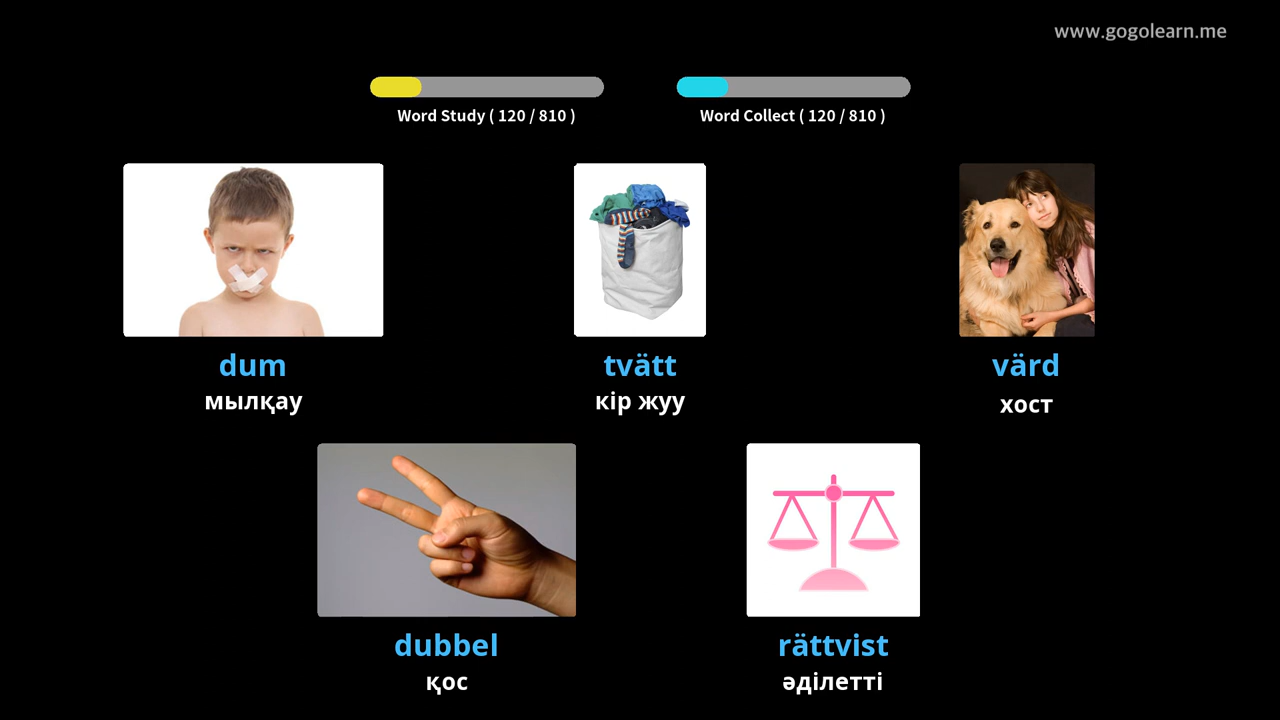 www.gogolearn.me
Word Study ( 120 / 810 )
Word Collect ( 120 / 810 )
dum
мылқау
tvätt
кір жуу
värd
хост
dubbel
қос
rättvist
әділетті